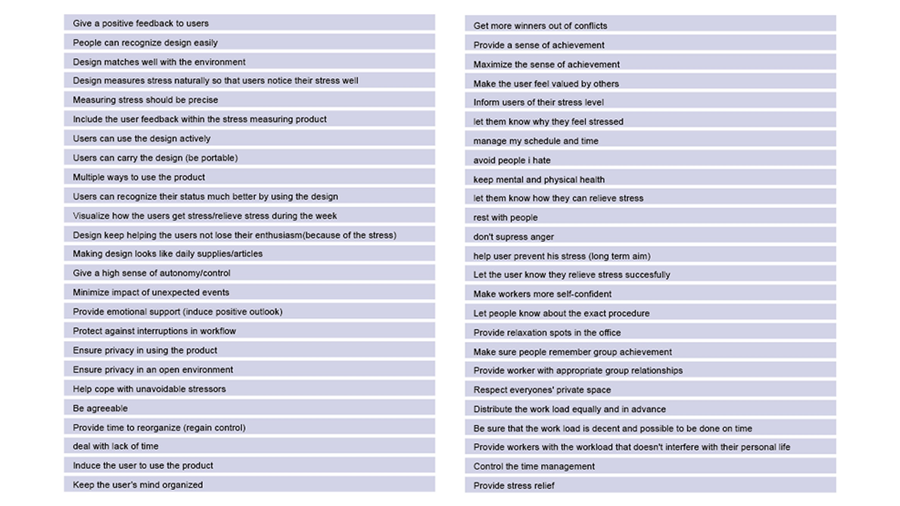 Give a positive feedback to users
People can recognize design easily
Design matches well with the environment
Design measures stress naturally so that users notice their stress well
Measuring stress should be precise
Include the user feedback within the stress measuring product
Users can use the design actively
Users can carry the design (be portable)
Multiple ways to use the product
Users can recognize their status much better by using the design
Visualize how the users get stress/relieve stress during the week
Design keep helping the users not lose their enthusiasm(because of the stress)
Making design looks like daily supplies/articles
Give a high sense of autonomy/control
Minimize impact of unexpected events
Provide emotional support (induce positive outlook)
Protect against interruptions in workflow
Ensure privacy in using the product
Ensure privacy in an open environment
Help cope with unavoidable stressors
Be agreeable
Provide time to reorganize (regain control)
deal with lack of time
Induce the user to use the product
Keep the user's mind organized
Get more winners out of conflicts
Provide a sense of achievement
Maximize the sense of achievement
Make the user feel valued by others
Inform users of their stress level
let them know why they feel stressed
manage my schedule and time
avoid people i hate
keep mental and physical health
let them know how they can relieve stress
rest with people
don't supress anger
help user prevent his stress (long term aim)
Let the user know they relieve stress succesfully
Make workers more self-confident
Let people know about the exact procedure
Provide relaxation spots in the office
Make sure people remember group achievement
Provide worker with appropriate group relationships
Respect everyones' private space
Distribute the work load equally and in advance
Be sure that the work load is decent and possible to be done on time
Provide workers with the workload that doesn't interfere with their personal life
Control the time management
Provide stress relief